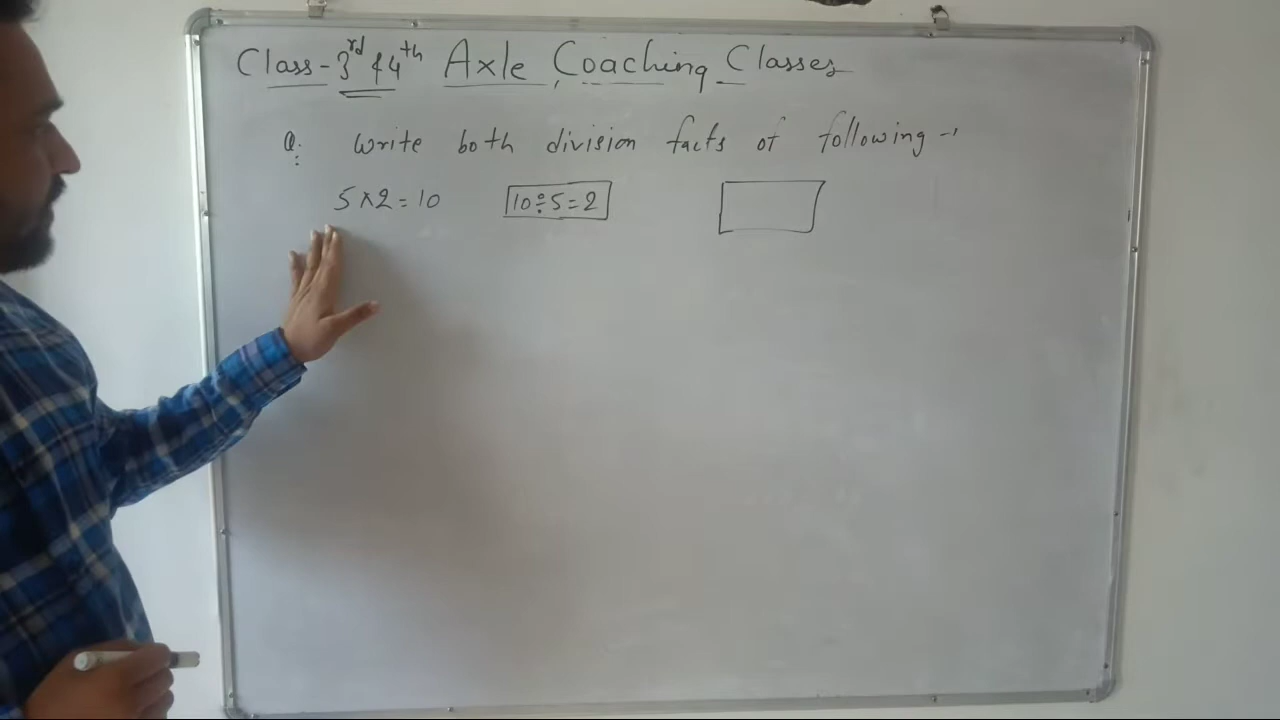 Class-3rd & 4th Axle Coaching Classes
Q. Write both division facts of following -
5×2=10 10÷5=2